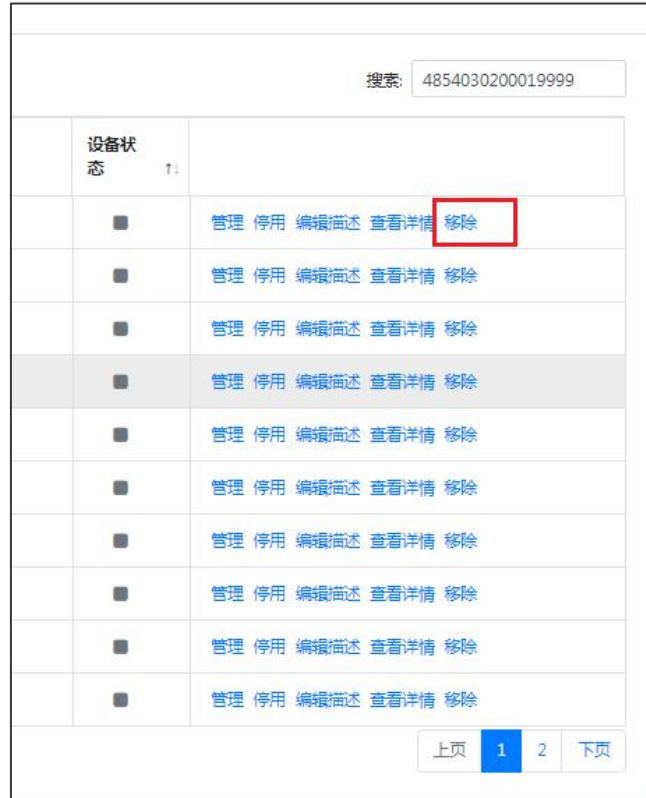 搜索: 4854030200019999
设备状
态
管理 停用 编辑描述 查看详情 移除
管理 停用 编辑描述 查看详情 移除
管理 停用 编辑描述 查看详情 移除
管理 停用 编辑描述 查看详情 移除
管理 停用 编辑描述 查看详情 移除
管理 停用 编辑描述 查看详情 移除
管理 停用 编辑描述 查看详情 移除
管理 停用 编辑描述 查看详情 移除
管理 停用 编辑描述 查看详情 移除
管理 停用 编辑描述 查看详情 移除
上页 1 2 下页